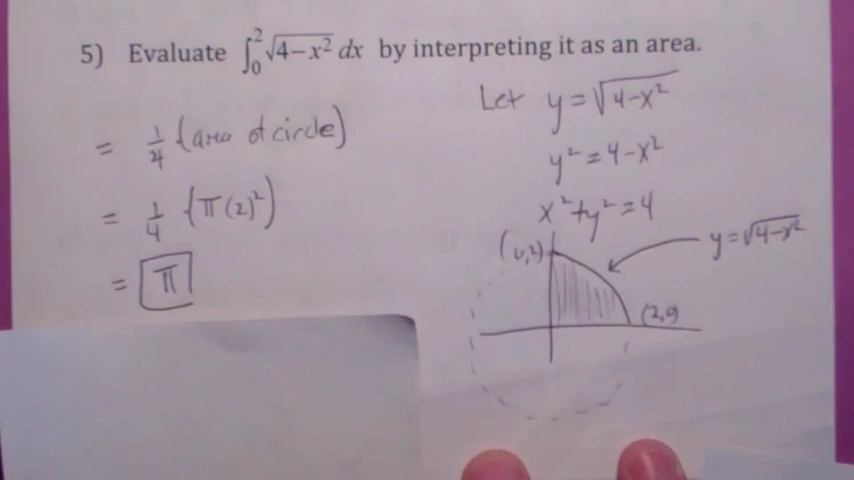 5) Evaluate ∫₀² √4−x² dx by interpreting it as an area.
= 1/4 (area of circle)
= 1/4 (π(2)²)
= π
Let y = √4−x²
y² = 4−x²
x² + y² = 4
(0,2)
y = √4−x²
(2,0)